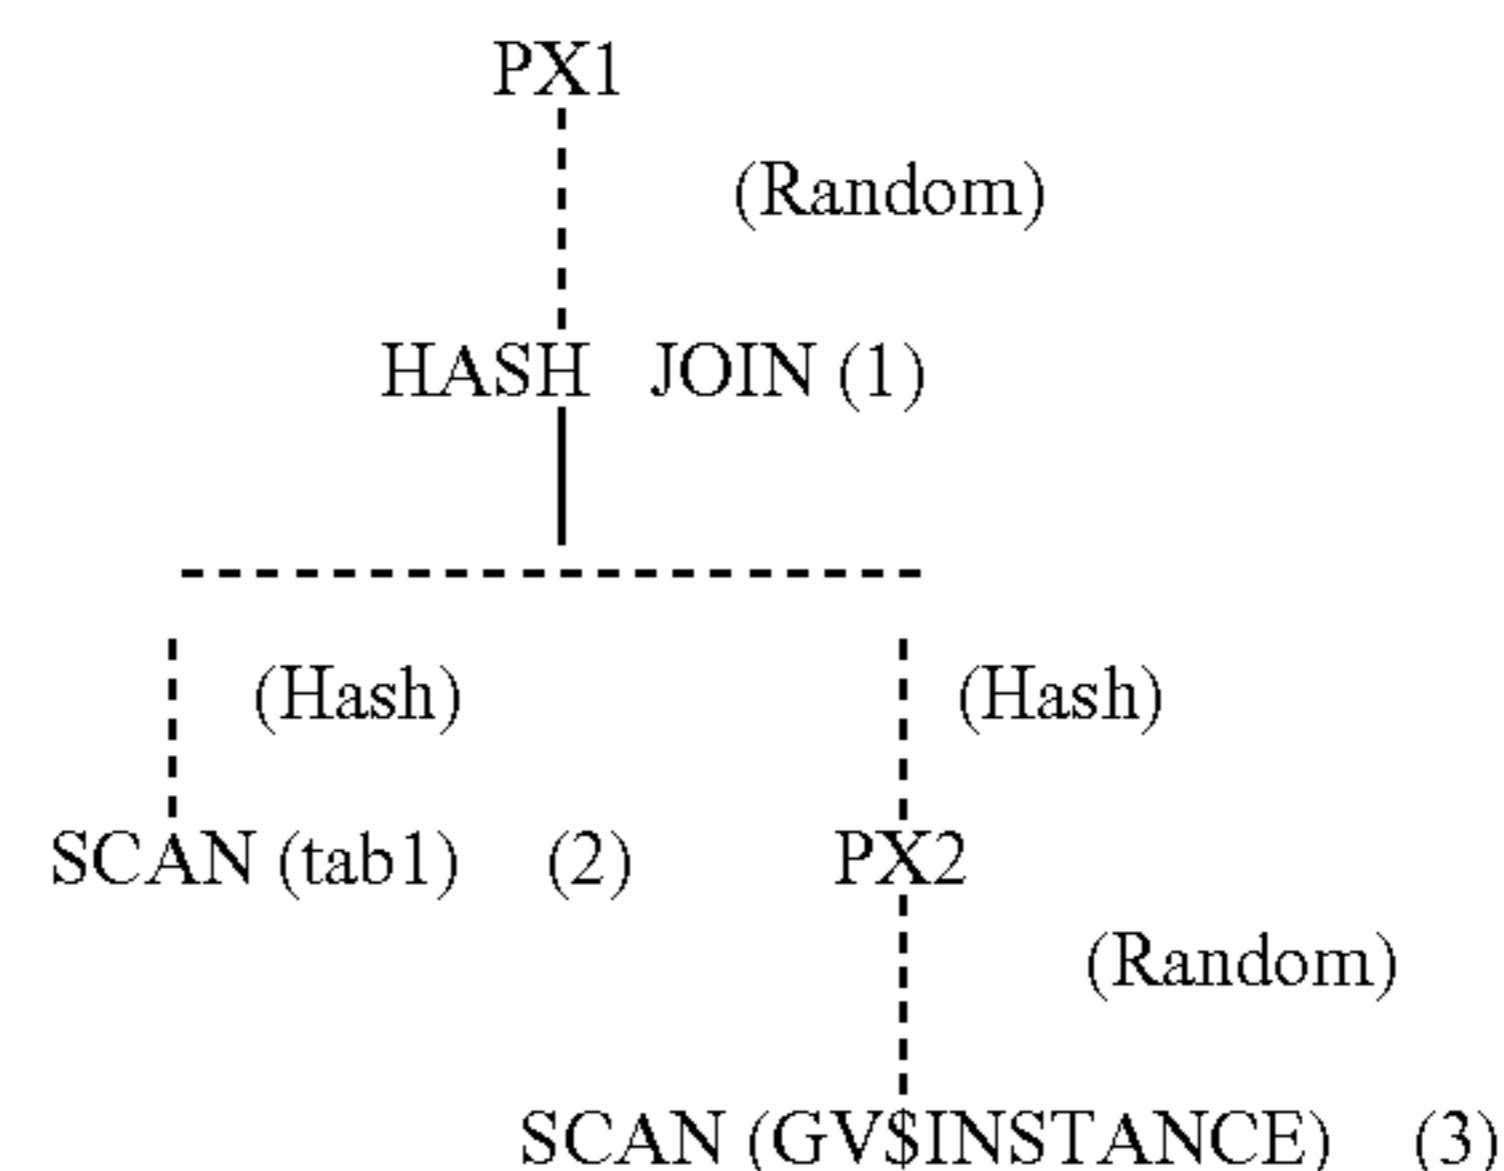 PX1
(Random)
HASH JOIN (1)
(Hash) (Hash)
SCAN (tab1) (2) PX2
(Random)
SCAN (GV$INSTANCE) (3)